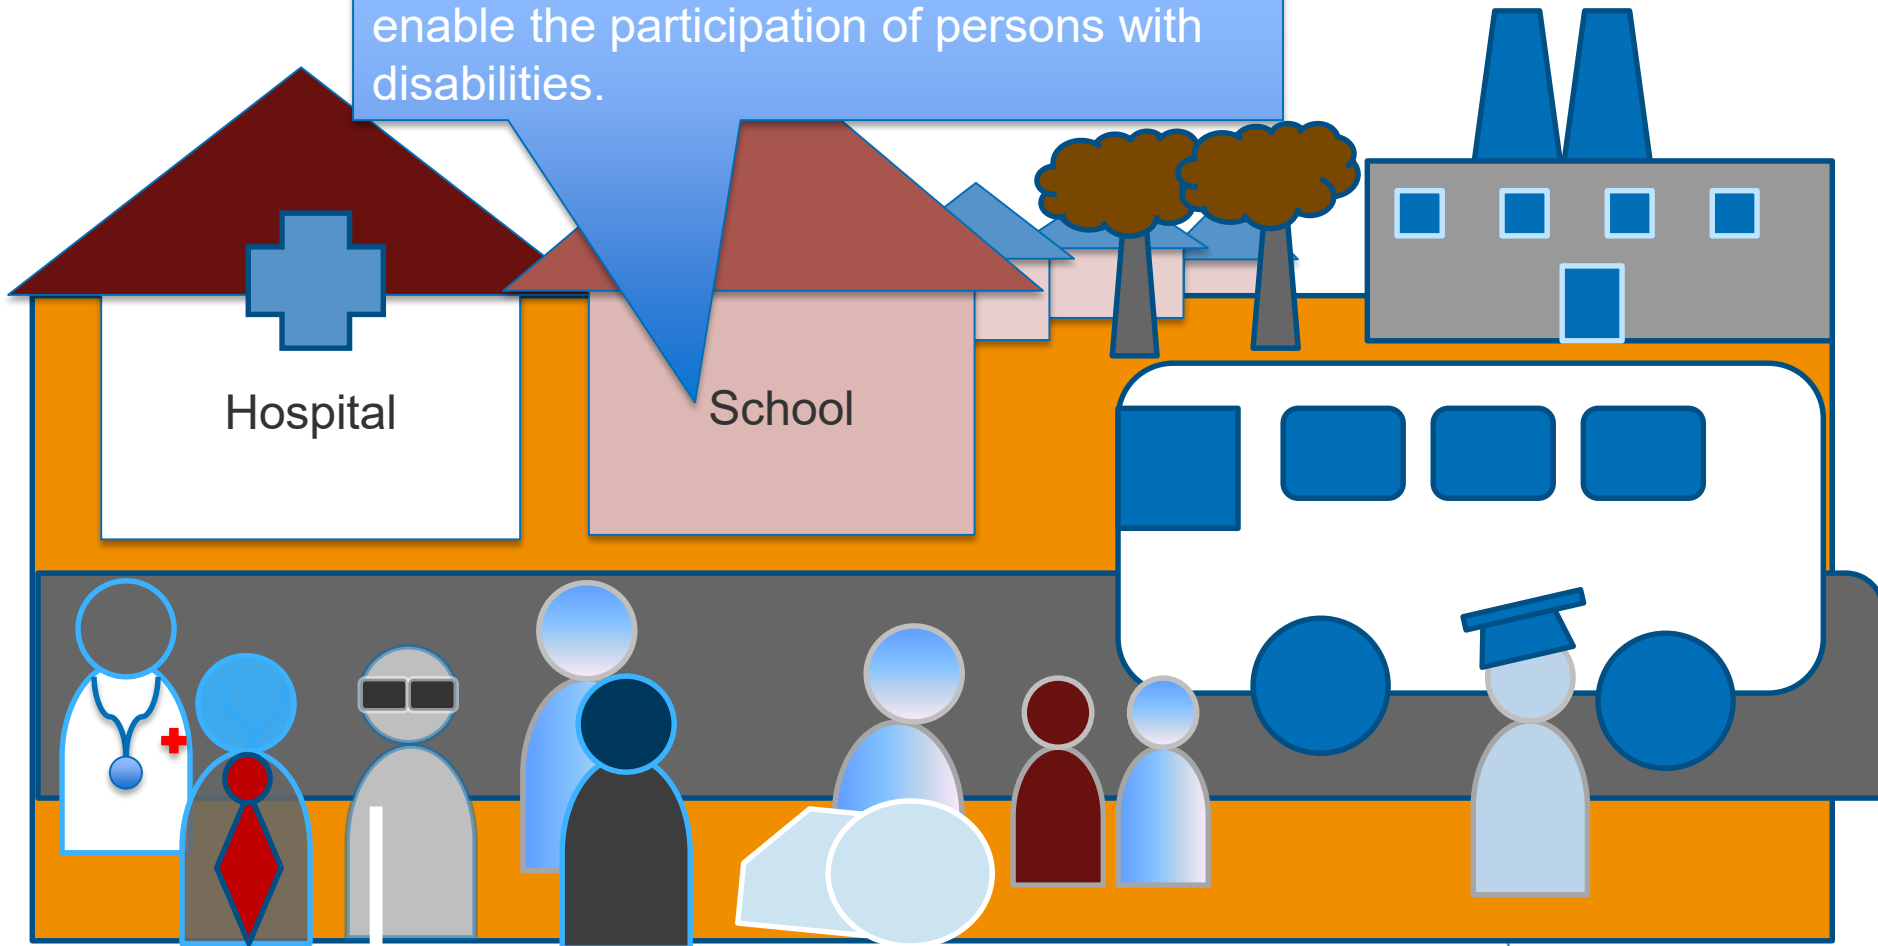 enable the participation of persons with
disabilities.
Hospital
School